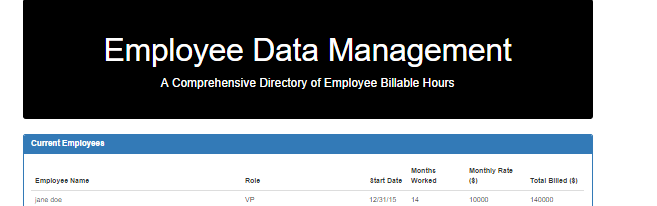 Employee Data Management
A Comprehensive Directory of Employee Billable Hours
Current Employees
Employee Name Role Start Date Months Worked Monthly Rate ($) Total Billed ($)
jane doe VP 12/31/15 14 10000 140000